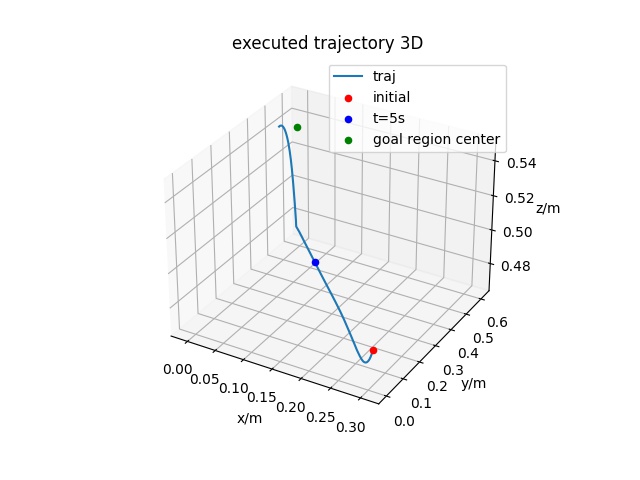 executed trajectory 3D
traj
initial
t=5s
goal region center
0.54
0.52
0.50
0.48
z/m
0.6
0.5
0.4
0.3
0.2
0.1
0.0
y/m
0.00
0.05
0.10
0.15
0.20
0.25
0.30
x/m